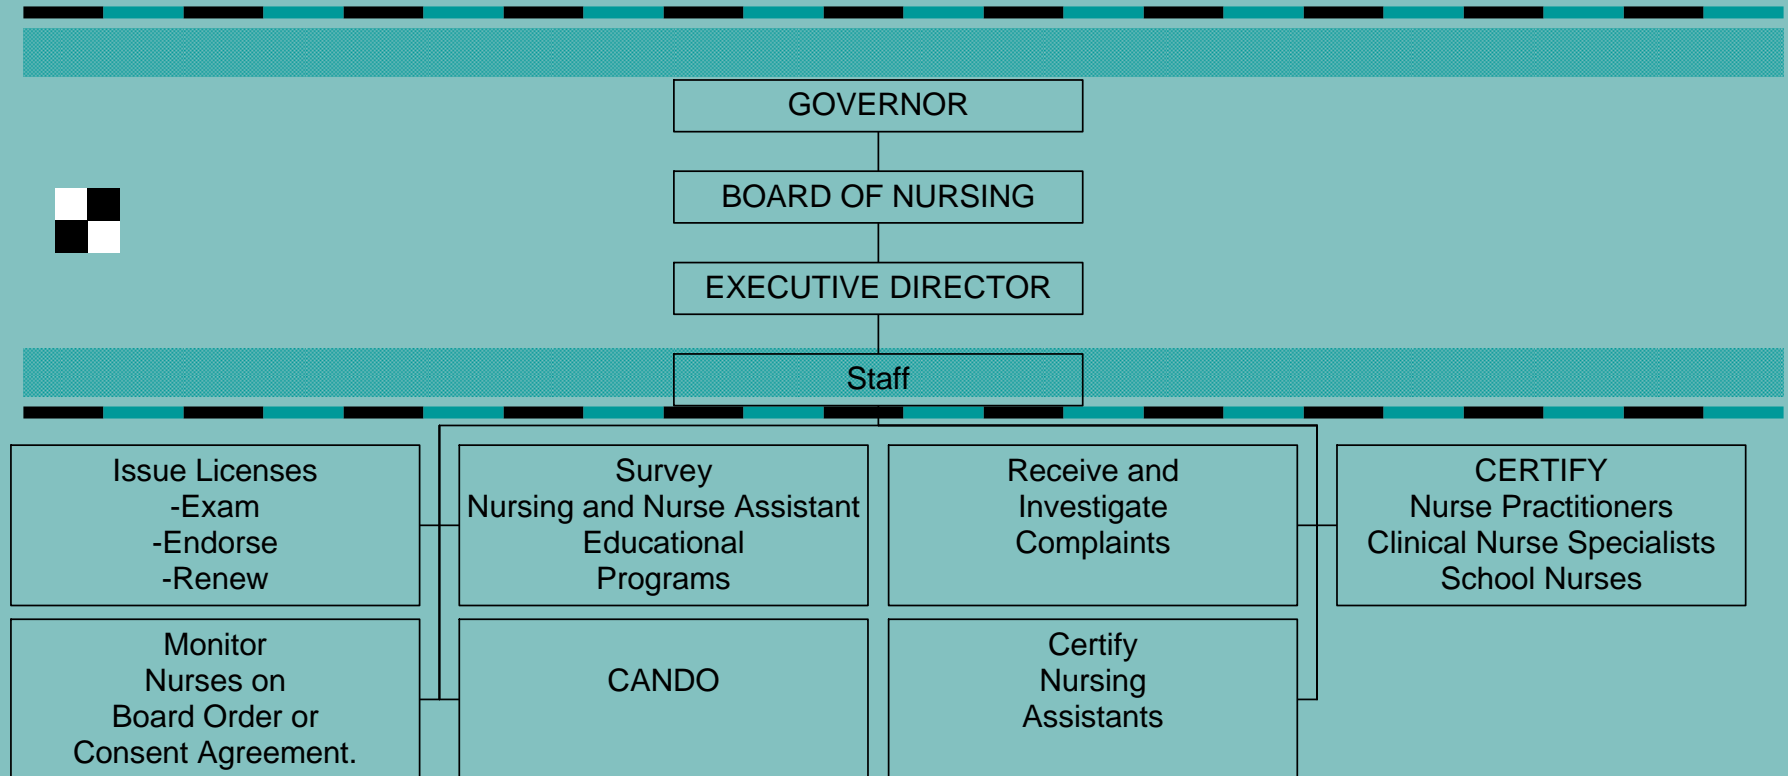 GOVERNOR
BOARD OF NURSING
EXECUTIVE DIRECTOR
Staff
Issue Licenses
-Exam
-Endorse
-Renew
Survey
Nursing and Nurse Assistant
Educational
Programs
Receive and
Investigate
Complaints
CERTIFY
Nurse Practitioners
Clinical Nurse Specialists
School Nurses
Monitor
Nurses on
Board Order or
Consent Agreement.
CANDO
Certify
Nursing
Assistants